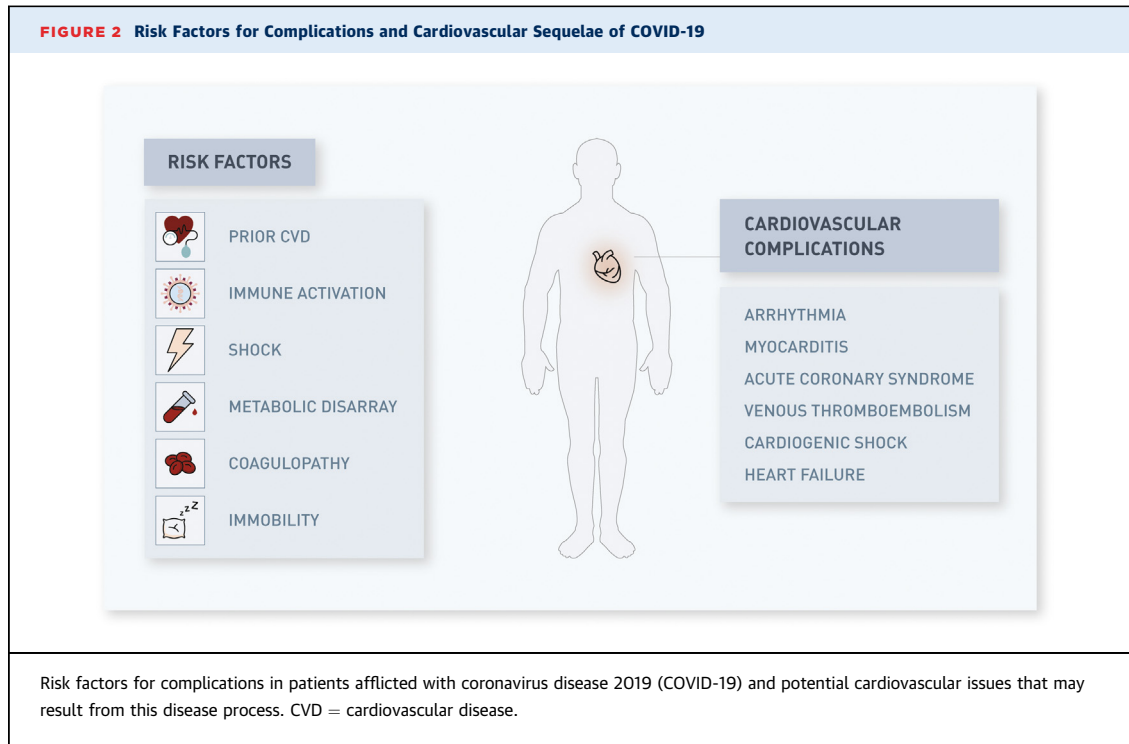 FIGURE 2 Risk Factors for Complications and Cardiovascular Sequelae of COVID-19
RISK FACTORS
PRIOR CVD
IMMUNE ACTIVATION
SHOCK
METABOLIC DISARRAY
COAGULOPATHY
zzZ
IMMOBILITY
CARDIOVASCULAR
COMPLICATIONS
ARRHYTHMIA
MYOCARDITIS
ACUTE CORONARY SYNDROME
VENOUS THROMBOEMBOLISM
CARDIOGENIC SHOCK
HEART FAILURE
Risk factors for complications in patients afflicted with coronavirus disease 2019 (COVID-19) and potential cardiovascular issues that may
result from this disease process. CVD = cardiovascular disease.